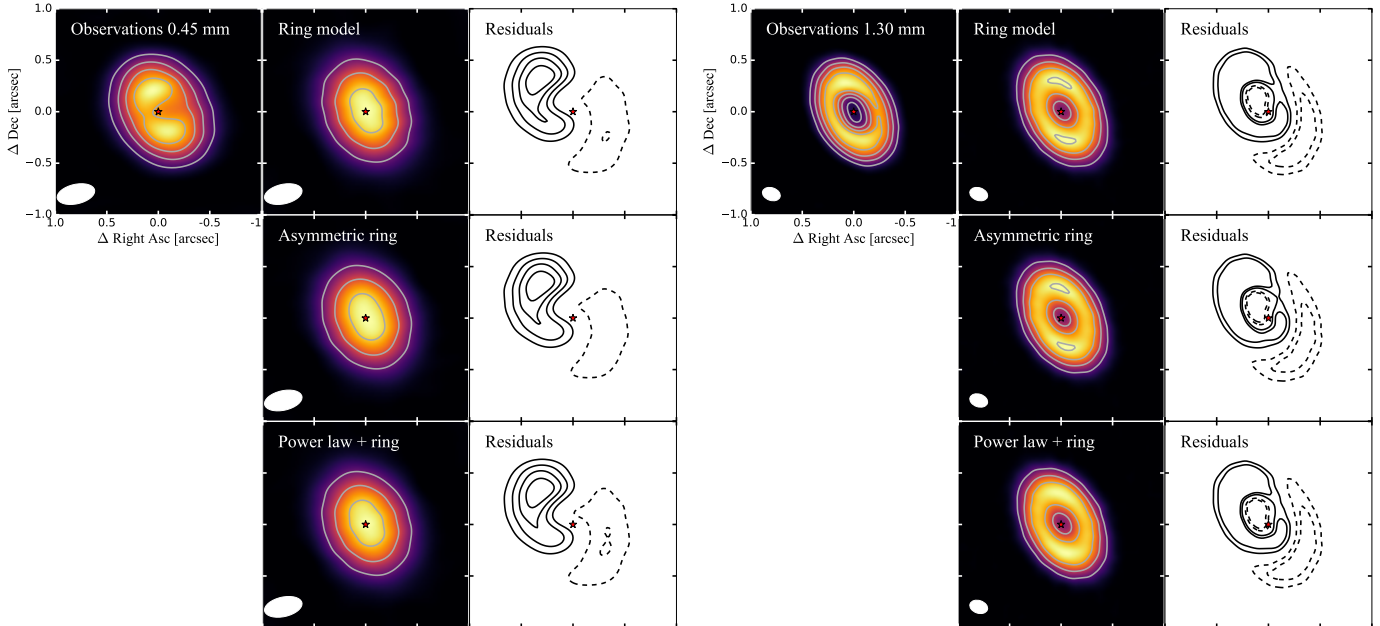 Observations 0.45 mm
Ring model
Residuals
Observations 1.30 mm
Ring model
Residuals
1.0
0.5
0.0
-0.5
-1.0
Δ Dec [arcsec]
1.0 0.5 0.0 -0.5 -1
Δ Right Asc [arcsec]
1.0
0.5
0.0
-0.5
-1.0
Δ Dec [arcsec]
1.0 0.5 0.0 -0.5 -1
Δ Right Asc [arcsec]
Asymmetric ring
Residuals
Asymmetric ring
Residuals
Power law + ring
Residuals
Power law + ring
Residuals